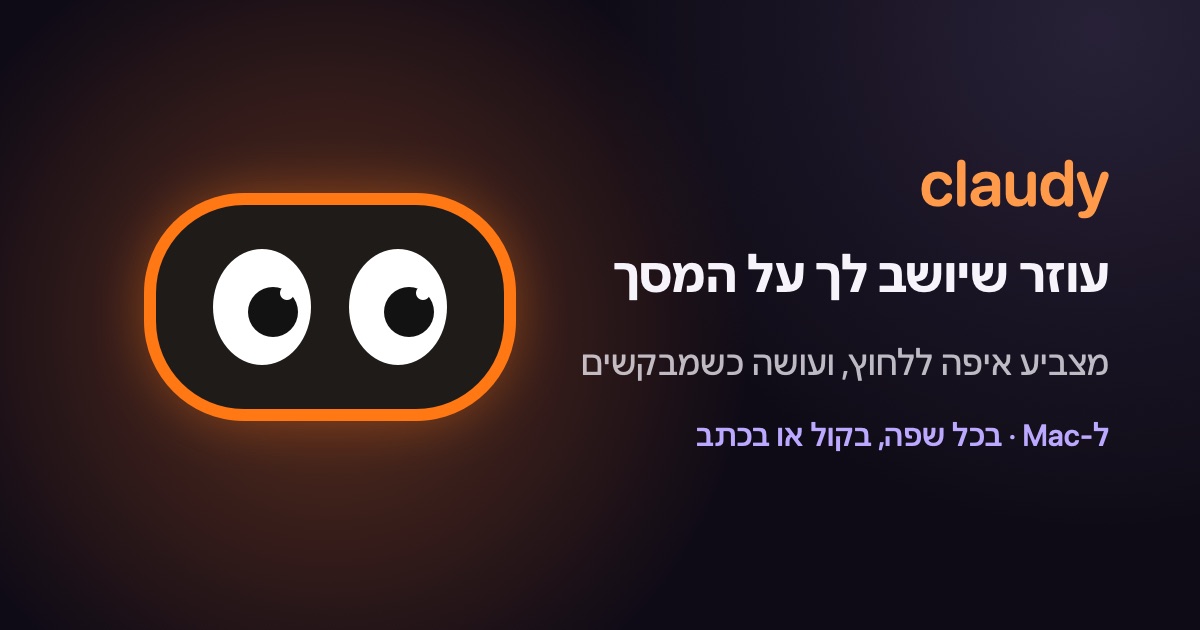 claudy
עוזר שיושב לך על המסך
מצביע איפה ללחוץ, ועושה כשמבקשים
ל-Mac · בכל שפה, בקול או בכתב